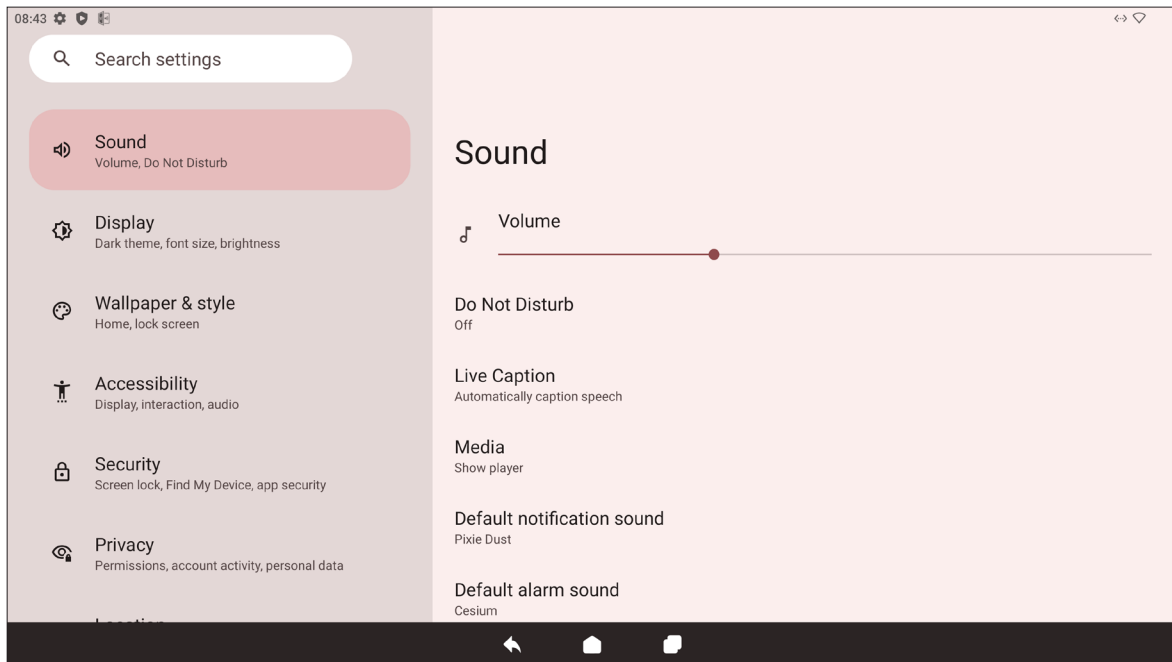 08:43
Search settings
Sound
Volume, Do Not Disturb
Display
Dark theme, font size, brightness
Wallpaper & style
Home, lock screen
Accessibility
Display, interaction, audio
Security
Screen lock, Find My Device, app security
Privacy
Permissions, account activity, personal data
Location
Sound
Volume
Do Not Disturb
Off
Live Caption
Automatically caption speech
Media
Show player
Default notification sound
Pixie Dust
Default alarm sound
Cesium